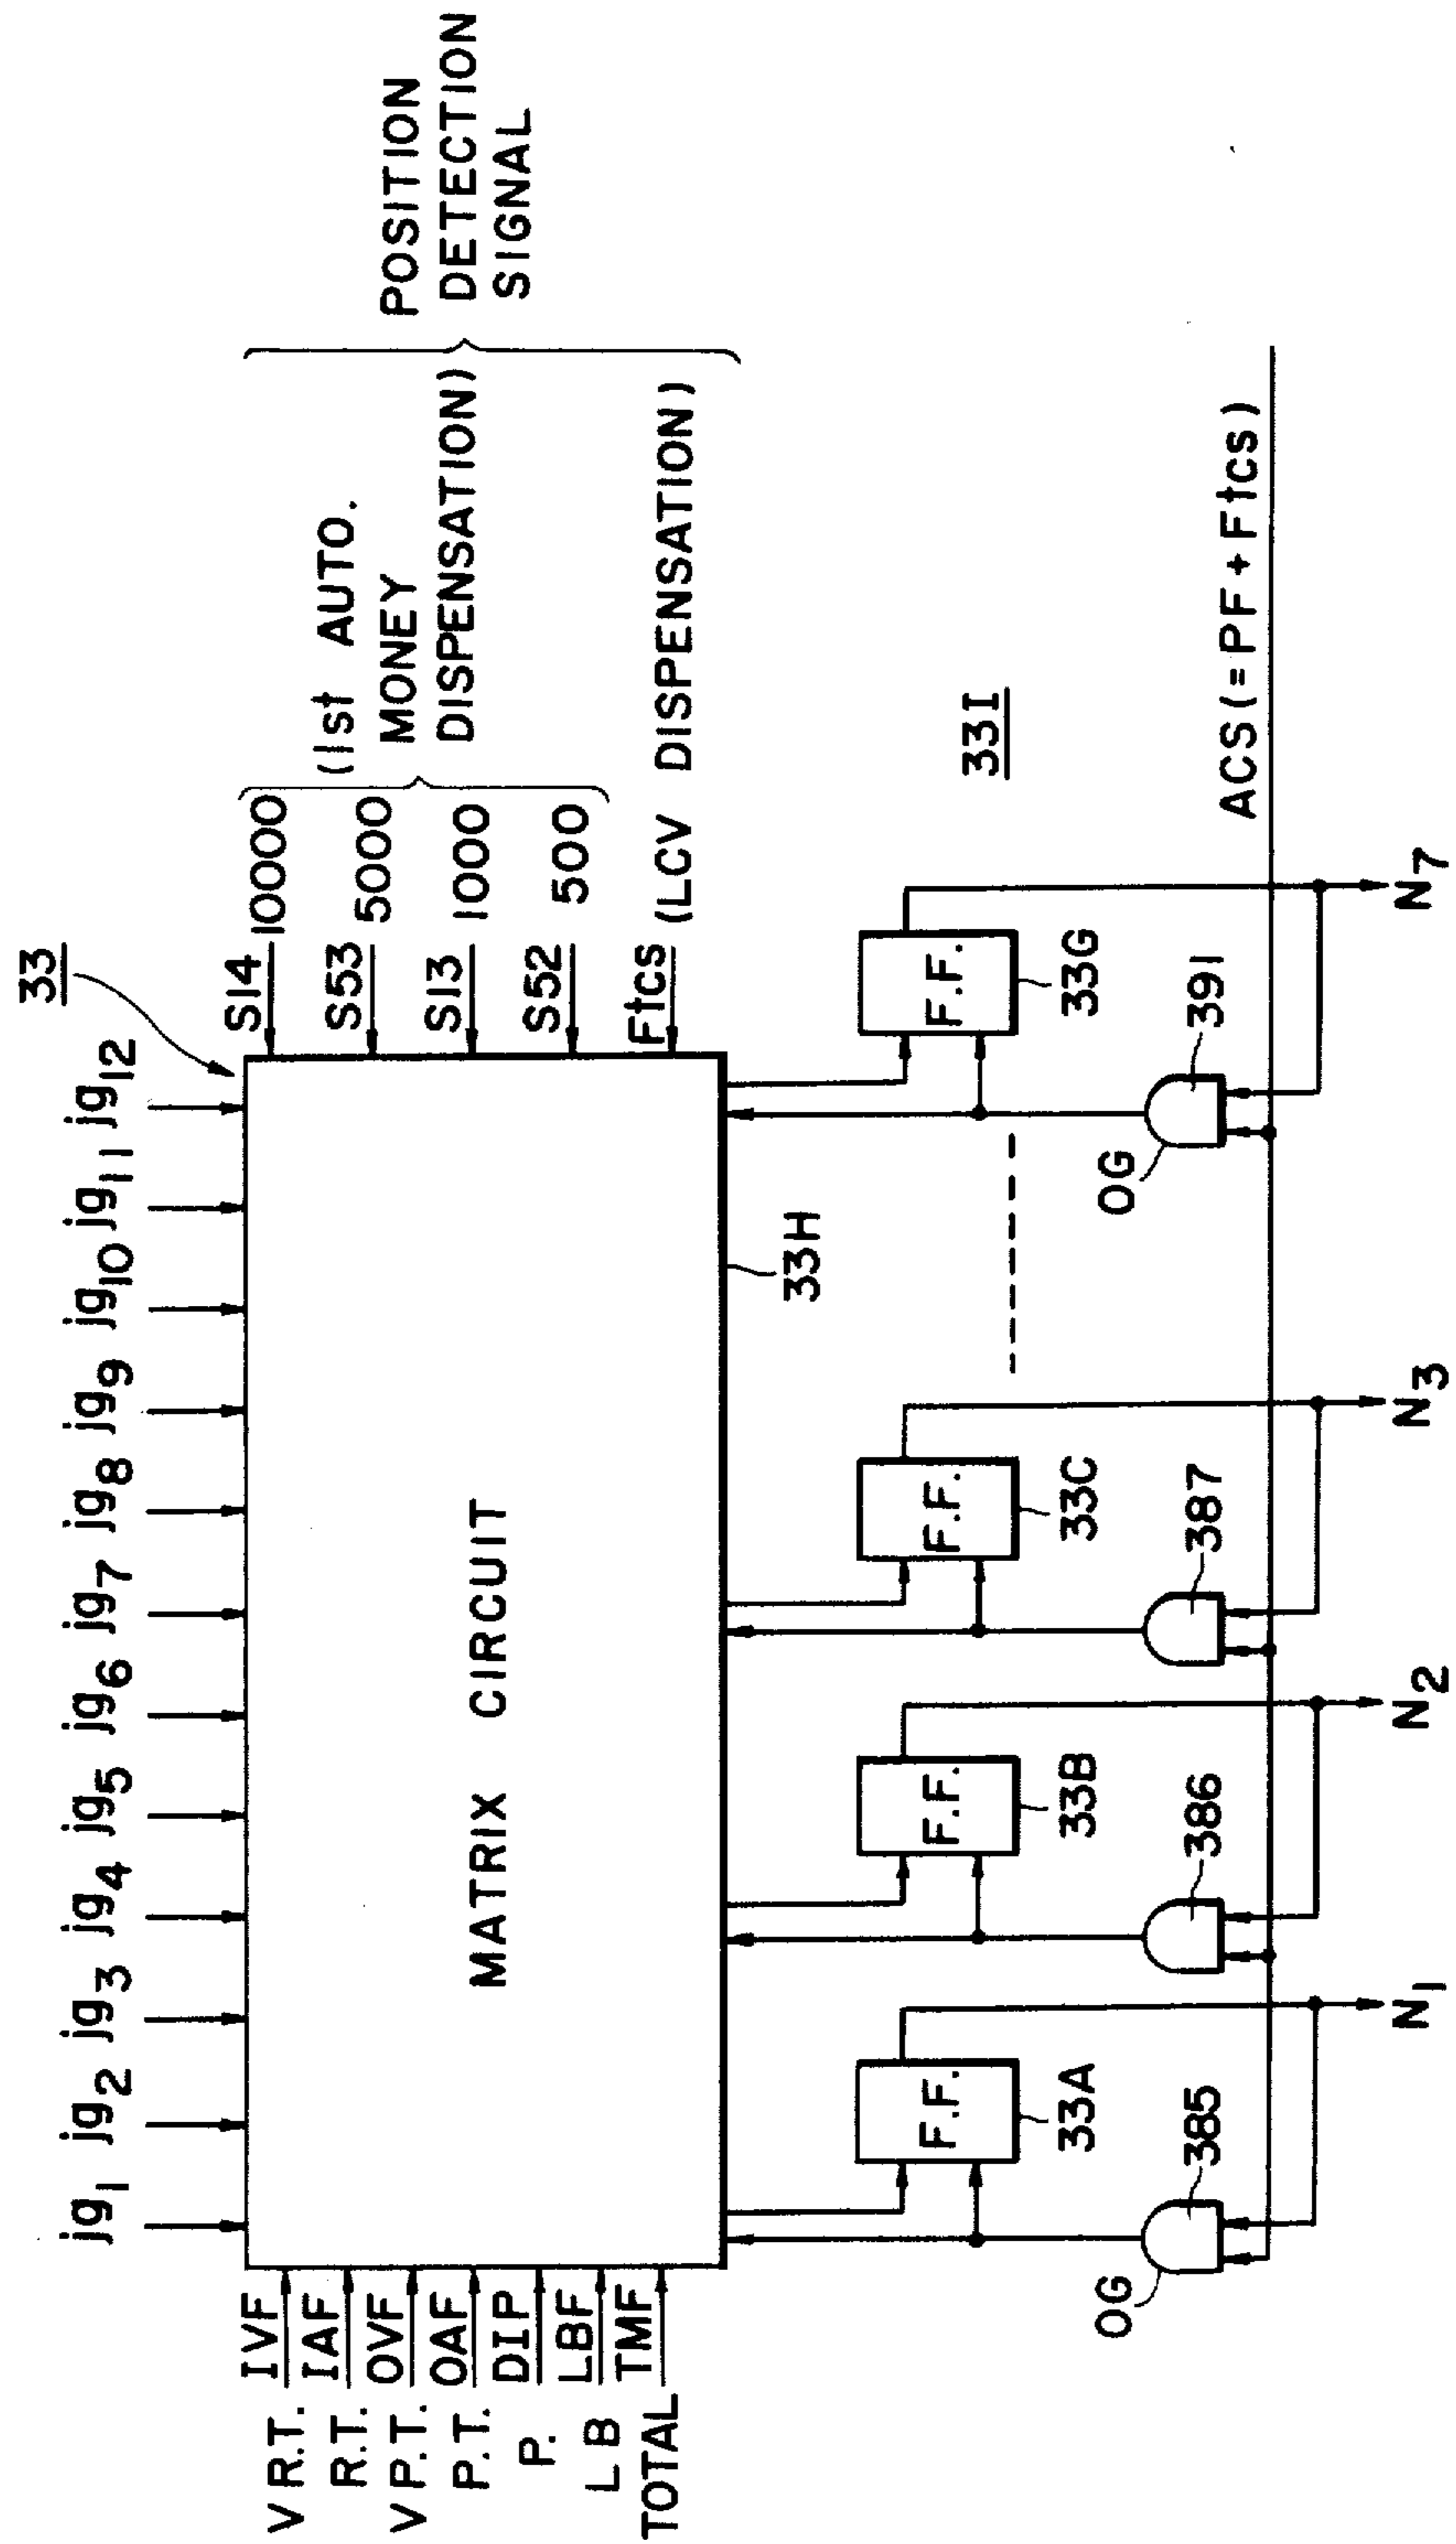 33
jg1 jg2 jg3 jg4 jg5 jg6 jg7 jg8 jg9 jg10 jg11 jg12
V R.T. IVF
R.T. IAF
V P.T. OVF
P.T. OAF
P. DIP
LB LBF
TOTAL TMF
MATRIX CIRCUIT
S14 10000
S53 5000
S13 1000
S52 500
(1st AUTO.
MONEY
DISPENSATION)
Ftcs (LCV DISPENSATION)
POSITION
DETECTION
SIGNAL
33H
33I
F.F. F.F. F.F. F.F.
33A 33B 33C 33G
OG 385 386 387 OG 391
ACS(=PF+Ftcs)
N1 N2 N3 N7